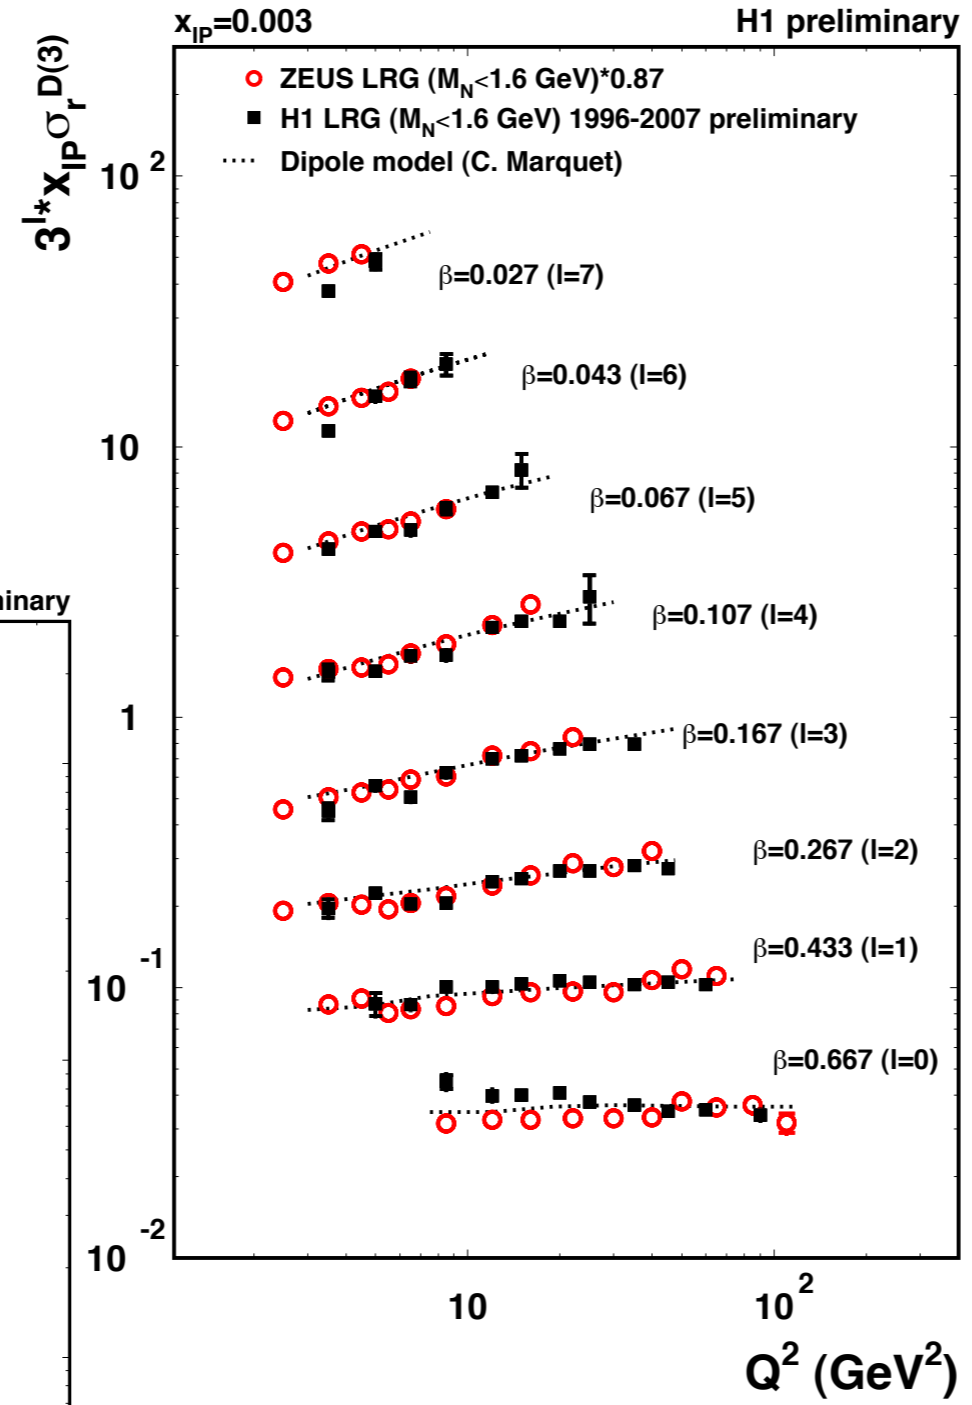 x_IP=0.003 H1 preliminary
ZEUS LRG (M_N<1.6 GeV)*0.87
H1 LRG (M_N<1.6 GeV) 1996-2007 preliminary
Dipole model (C. Marquet)
3^l*x_IP σ_r^D(3)
10^2
β=0.027 (l=7)
β=0.043 (l=6)
10
β=0.067 (l=5)
inary
β=0.107 (l=4)
1
β=0.167 (l=3)
β=0.267 (l=2)
β=0.433 (l=1)
10^-1
β=0.667 (l=0)
10^-2
10 10^2
Q^2 (GeV^2)